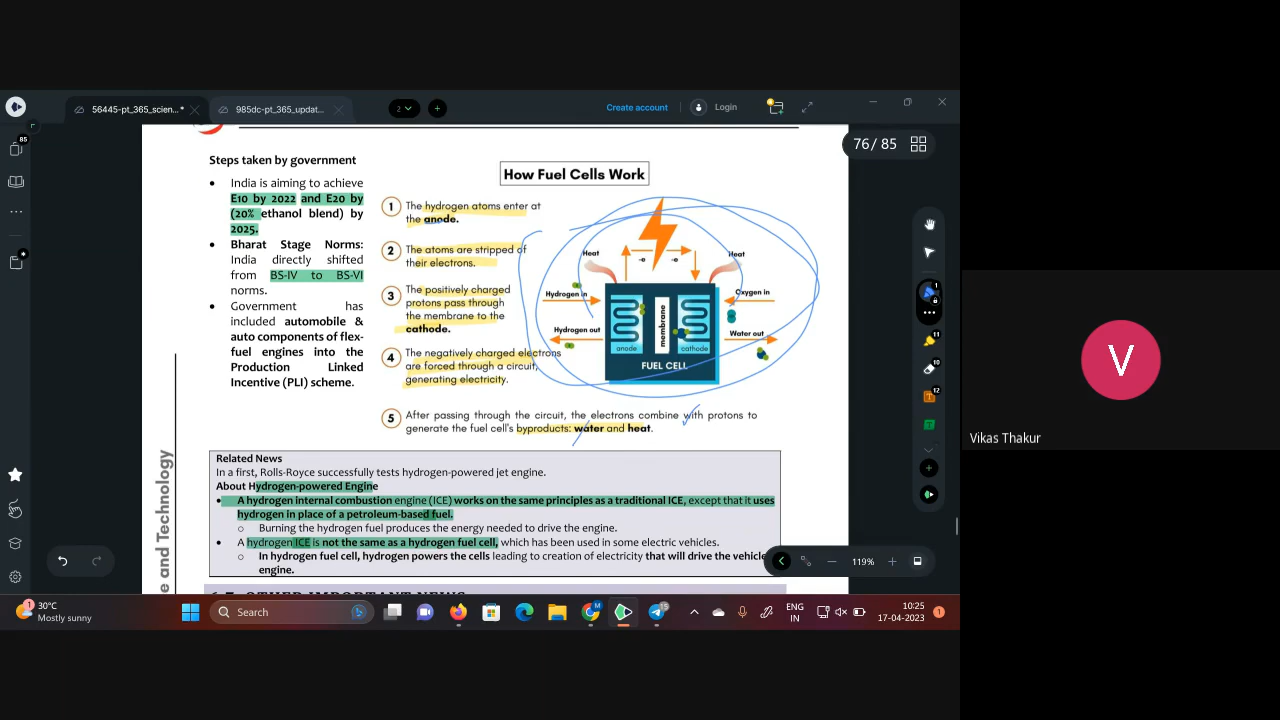 56445-pt_365_scien... *
985dc-pt_365_updat...
2
Create account
Login
6
85
76/ 85
Steps taken by government
• India is aiming to achieve
E10 by 2022 and E20 by
(20% ethanol blend) by
2025.
• Bharat Stage Norms:
India directly shifted
from BS-IV to BS-VI
norms.
• Government has
included automobile &
auto components of flex-
fuel engines into the
Production Linked
Incentive (PLI) scheme.
How Fuel Cells Work
1 The hydrogen atoms enter at
the anode.
2 The atoms are stripped of
their electrons.
3 The positively charged
protons pass through
the membrane to the
cathode.
4 The negatively charged electrons
are forced through a circuit,
generating electricity.
5 After passing through the circuit, the electrons combine with protons to
generate the fuel cell's byproducts: water and heat.
Heat
-e
-e
Heat
Hydrogen in
Oxygen in
Hydrogen out
Water out
anode
membrane
cathode
FUEL CELL
Related News
In a first, Rolls-Royce successfully tests hydrogen-powered jet engine.
About Hydrogen-powered Engine
• A hydrogen internal combustion engine (ICE) works on the same principles as a traditional ICE, except that it uses
hydrogen in place of a petroleum-based fuel.
o Burning the hydrogen fuel produces the energy needed to drive the engine.
• A hydrogen ICE is not the same as a hydrogen fuel cell, which has been used in some electric vehicles.
o In hydrogen fuel cell, hydrogen powers the cells leading to creation of electricity that will drive the vehicle
engine.
e and Technology
1
11
10
12
119%
V
Vikas Thakur
1
30°C
Mostly sunny
Search
M
15
ENG
IN
10:25
17-04-2023
1